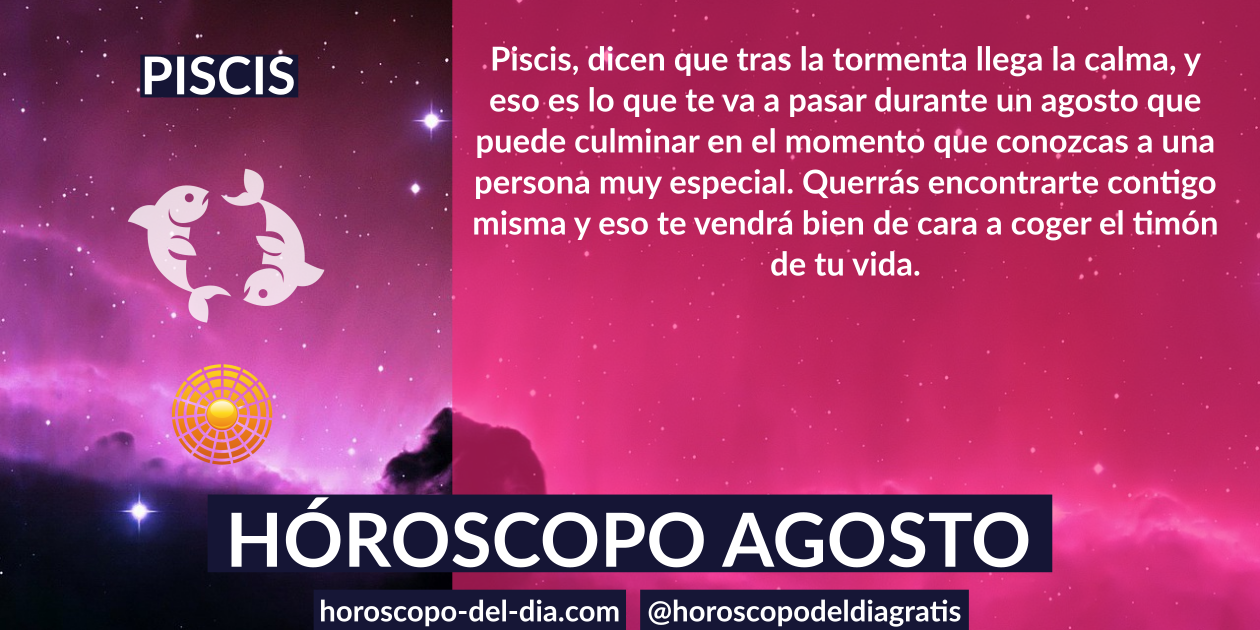 PISCIS
Piscis, dicen que tras la tormenta llega la calma, y
eso es lo que te va a pasar durante un agosto que
puede culminar en el momento que conozcas a una
persona muy especial. Querrás encontrarte contigo
misma y eso te vendrá bien de cara a coger el timón
de tu vida.
HÓROSCOPO AGOSTO
horoscopo-del-dia.com @horoscopodeldiagratis